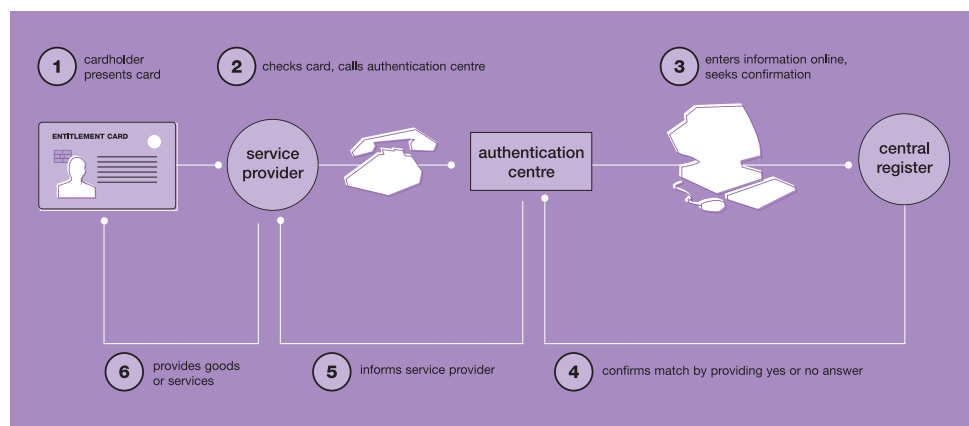 1
cardholder
presents card
2
checks card, calls authentication centre
3
enters information online,
seeks confirmation
ENTITLEMENT CARD
service
provider
authentication
centre
central
register
6
provides goods
or services
5
informs service provider
4
confirms match by providing yes or no answer